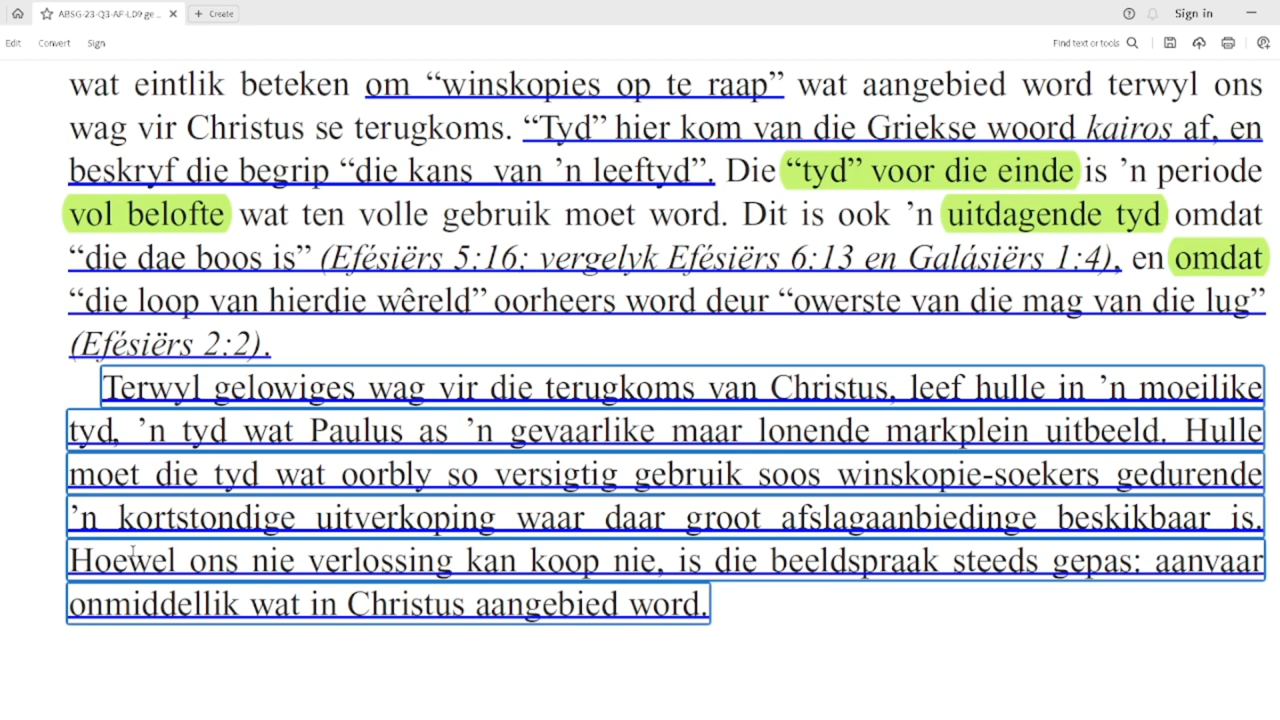 ABSG-23-Q3-AF-LD9 ge ... × + Create Sign in
Edit Convert Sign Find text or tools
wat eintlik beteken om “winskopies op te raap” wat aangebied word terwyl ons
wag vir Christus se terugkoms. “Tyd” hier kom van die Griekse woord kairos af, en
beskryf die begrip “die kans van ’n leeftyd”. Die “tyd” voor die einde is ’n periode
vol belofte wat ten volle gebruik moet word. Dit is ook ’n uitdagende tyd omdat
“die dae boos is” (Efésiërs 5:16; vergelyk Efésiërs 6:13 en Galásiërs 1:4), en omdat
“die loop van hierdie wêreld” oorheers word deur “owerste van die mag van die lug”
(Efésiërs 2:2).
Terwyl gelowiges wag vir die terugkoms van Christus, leef hulle in ’n moeilike
tyd, ’n tyd wat Paulus as ’n gevaarlike maar lonende markplein uitbeeld. Hulle
moet die tyd wat oorbly so versigtig gebruik soos winskopie-soekers gedurende
’n kortstondige uitverkoping waar daar groot afslagaanbiedinge beskikbaar is.
Hoewel ons nie verlossing kan koop nie, is die beeldspraak steeds gepas: aanvaar
onmiddellik wat in Christus aangebied word.